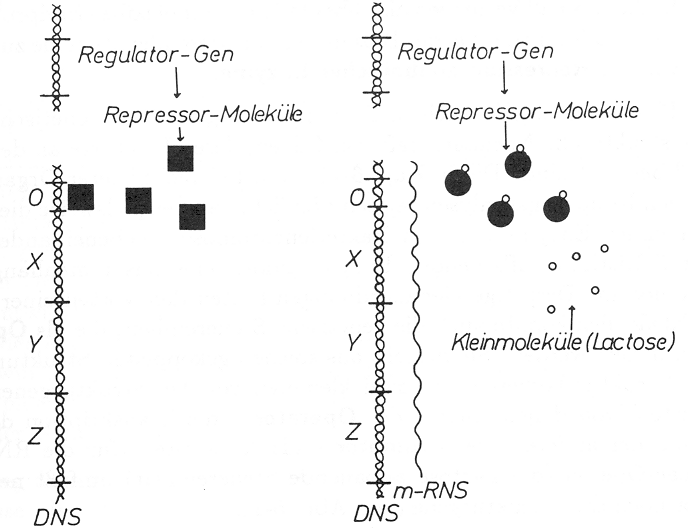 Regulator-Gen
Repressor-Moleküle
O
X
Y
Z
DNS
Regulator-Gen
Repressor-Moleküle
O
X
Kleinmoleküle (Lactose)
Y
Z
m-RNS
DNS